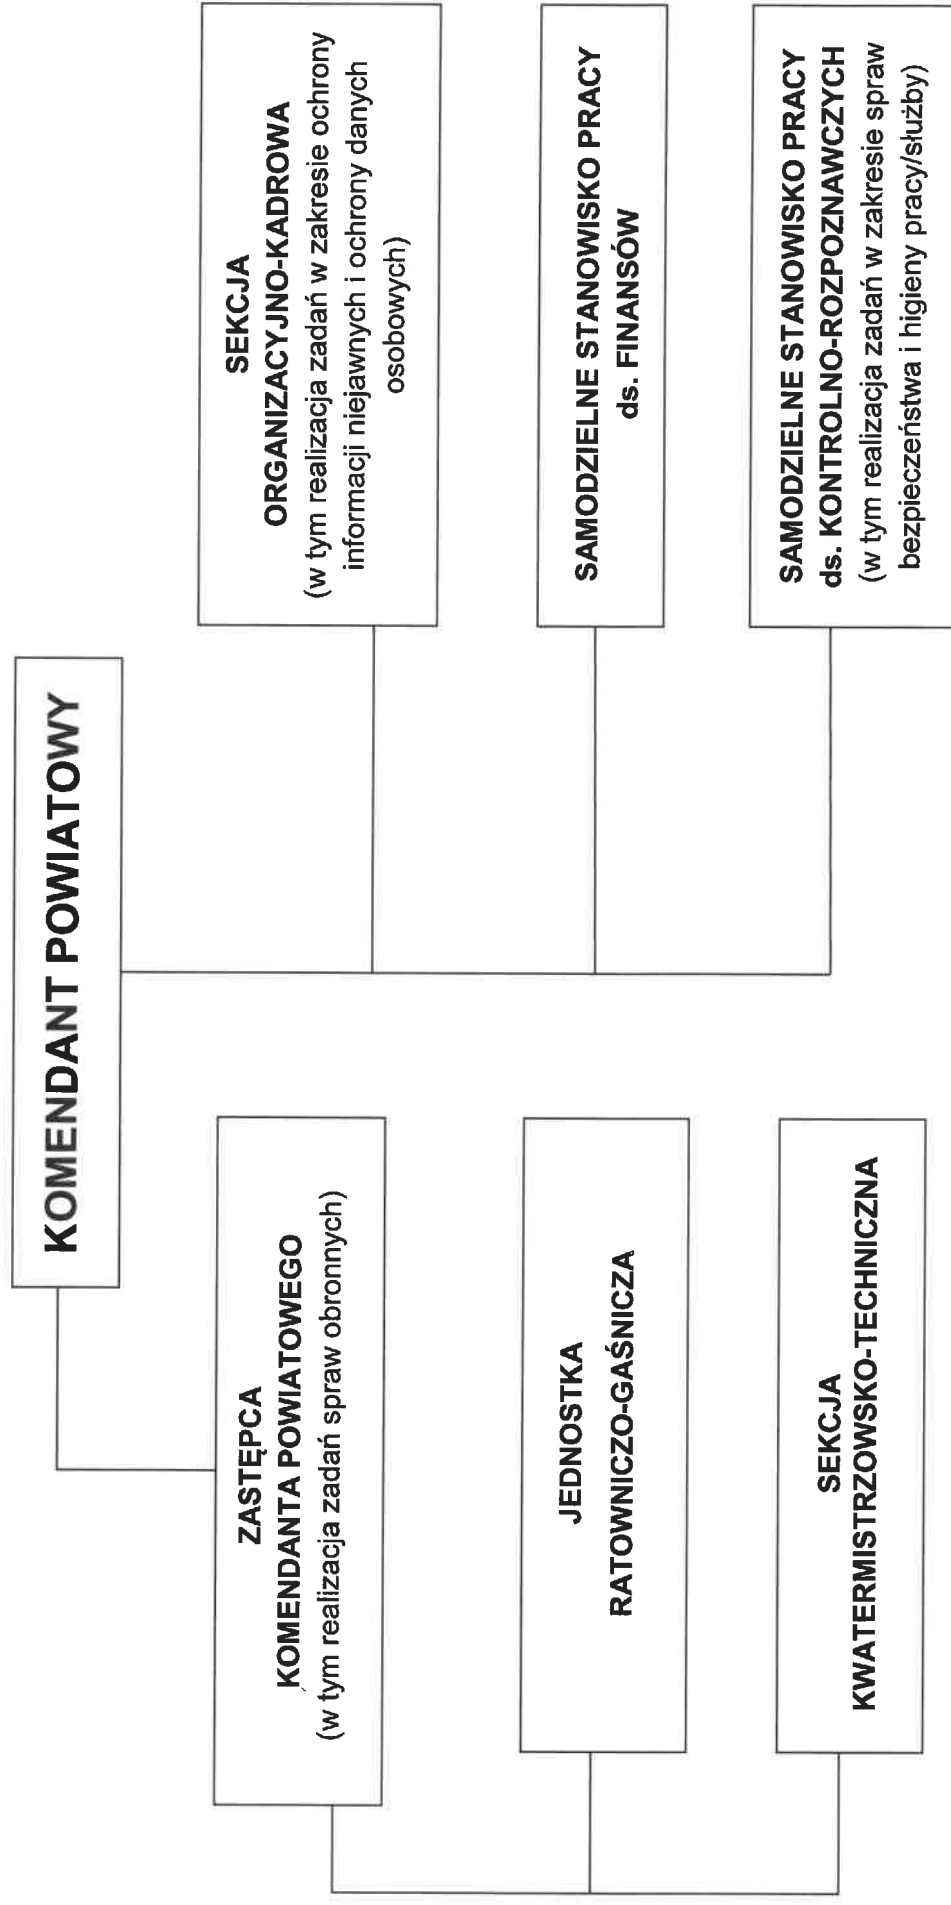 KOMENDANT POWIATOWY
ZASTĘPCA
KOMENDANTA POWIATOWEGO
(w tym realizacja zadań spraw obronnych)
JEDNOSTKA
RATOWNICZO-GAŚNICZA
SEKCJA
KWATERMISTRZOWSKO-TECHNICZNA
SEKCJA
ORGANIZACYJNO-KADROWA
(w tym realizacja zadań w zakresie ochrony
informacji niejawnych i ochrony danych
osobowych)
SAMODZIELNE STANOWISKO PRACY
ds. FINANSÓW
SAMODZIELNE STANOWISKO PRACY
ds. KONTROLNO-ROZPOZNAWCZYCH
(w tym realizacja zadań w zakresie spraw
bezpieczeństwa i higieny pracy/służby)